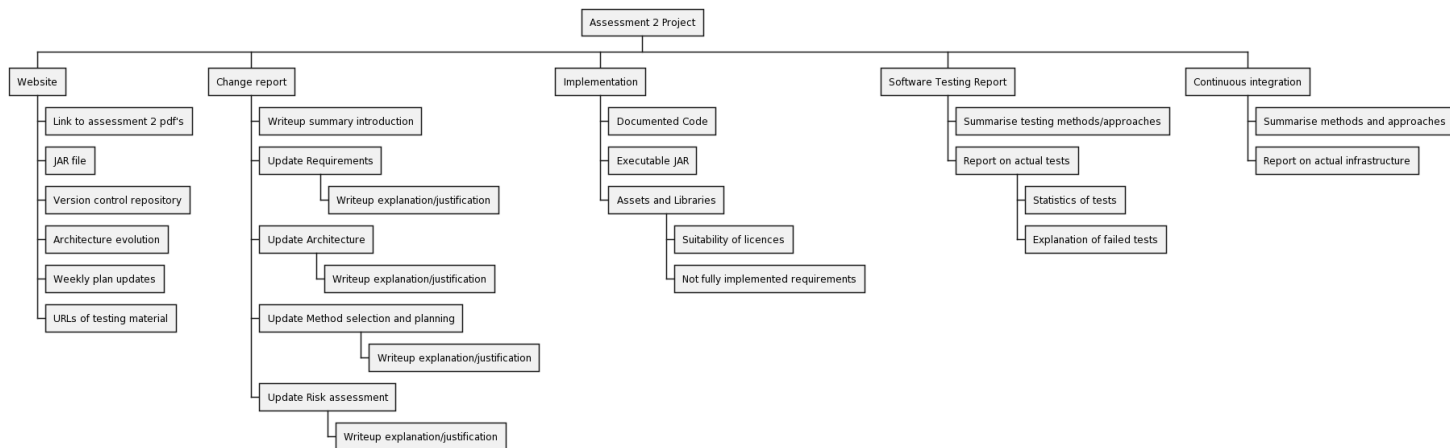 Assessment 2 Project
Website
Link to assessment 2 pdf's
JAR file
Version control repository
Architecture evolution
Weekly plan updates
URLs of testing material
Change report
Writeup summary introduction
Update Requirements
Writeup explanation/justification
Update Architecture
Writeup explanation/justification
Update Method selection and planning
Writeup explanation/justification
Update Risk assessment
Writeup explanation/justification
Implementation
Documented Code
Executable JAR
Assets and Libraries
Suitability of licences
Not fully implemented requirements
Software Testing Report
Summarise testing methods/approaches
Report on actual tests
Statistics of tests
Explanation of failed tests
Continuous integration
Summarise methods and approaches
Report on actual infrastructure